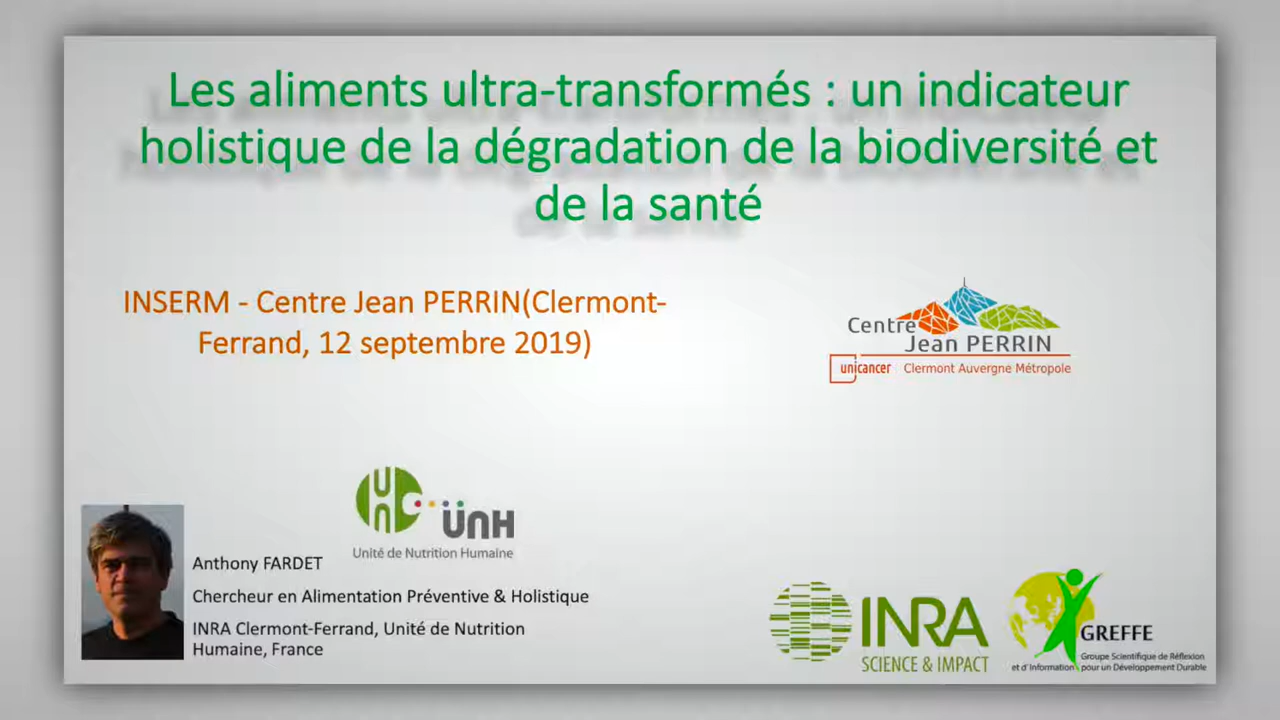 Les aliments ultra-transformés : un indicateur
holistique de la dégradation de la biodiversité et
de la santé
INSERM - Centre Jean PERRIN(Clermont-
Ferrand, 12 septembre 2019)
Centre
Jean PERRIN
unicancer Clermont Auvergne Métropole
UNH
Unité de Nutrition Humaine
Anthony FARDET
Chercheur en Alimentation Préventive & Holistique
INRA Clermont-Ferrand, Unité de Nutrition
Humaine, France
INRA
SCIENCE & IMPACT
GREFFE
Groupe Scientifique de Réflexion
et d'Information pour un Développement Durable